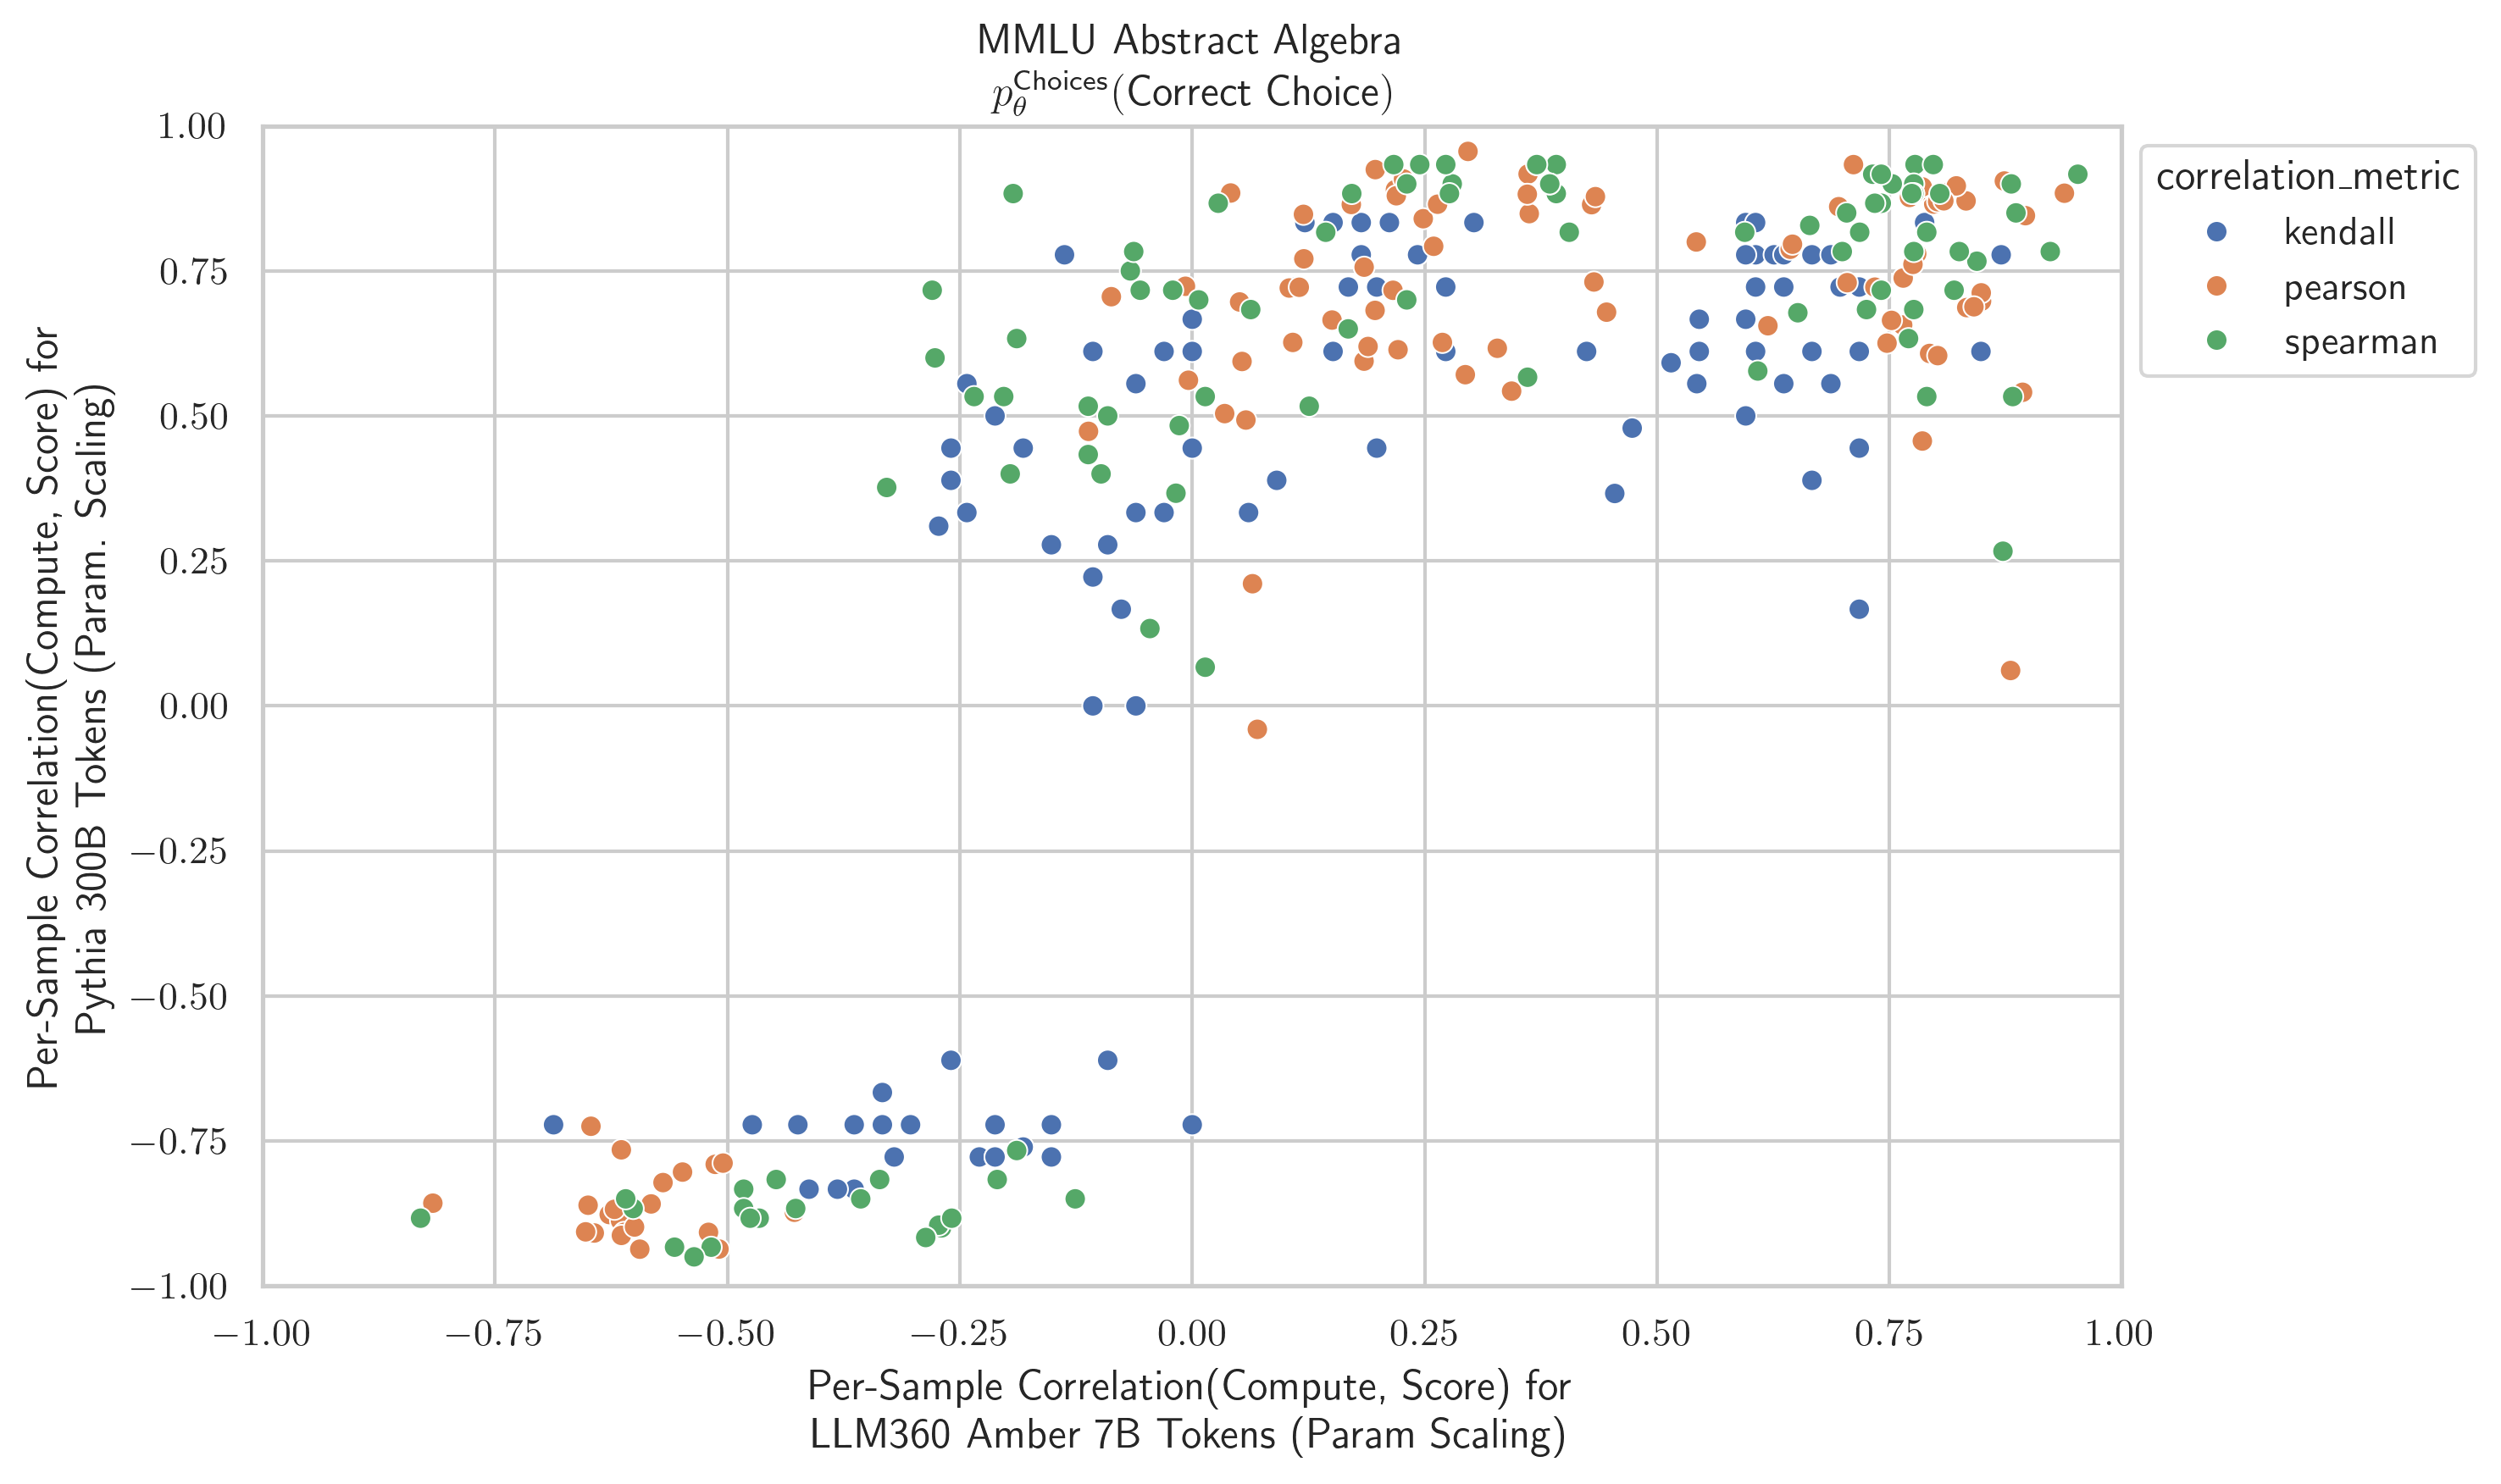 MMLU Abstract Algebra
p_θ^Choices(Correct Choice)
Per-Sample Correlation(Compute, Score) for
Pythia 300B Tokens (Param. Scaling)
1.00
0.75
0.50
0.25
0.00
−0.25
−0.50
−0.75
−1.00
−1.00 −0.75 −0.50 −0.25 0.00 0.25 0.50 0.75 1.00
Per-Sample Correlation(Compute, Score) for
LLM360 Amber 7B Tokens (Param Scaling)
correlation_metric
kendall
pearson
spearman